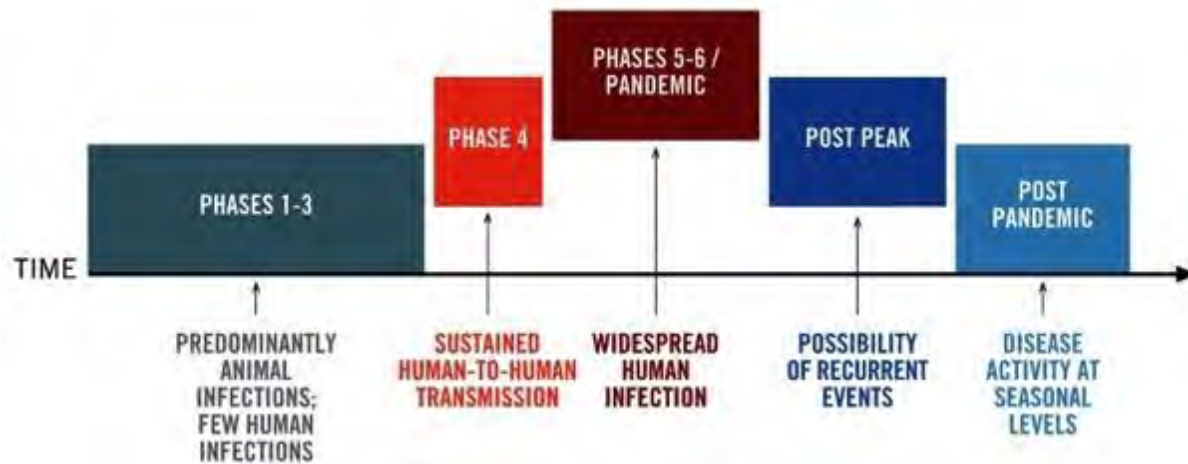 PHASES 1-3
PHASE 4
PHASES 5-6 /
PANDEMIC
POST PEAK
POST
PANDEMIC
TIME
PREDOMINANTLY
ANIMAL
INFECTIONS;
FEW HUMAN
INFECTIONS
SUSTAINED
HUMAN-TO-HUMAN
TRANSMISSION
WIDESPREAD
HUMAN
INFECTION
POSSIBILITY
OF RECURRENT
EVENTS
DISEASE
ACTIVITY AT
SEASONAL
LEVELS